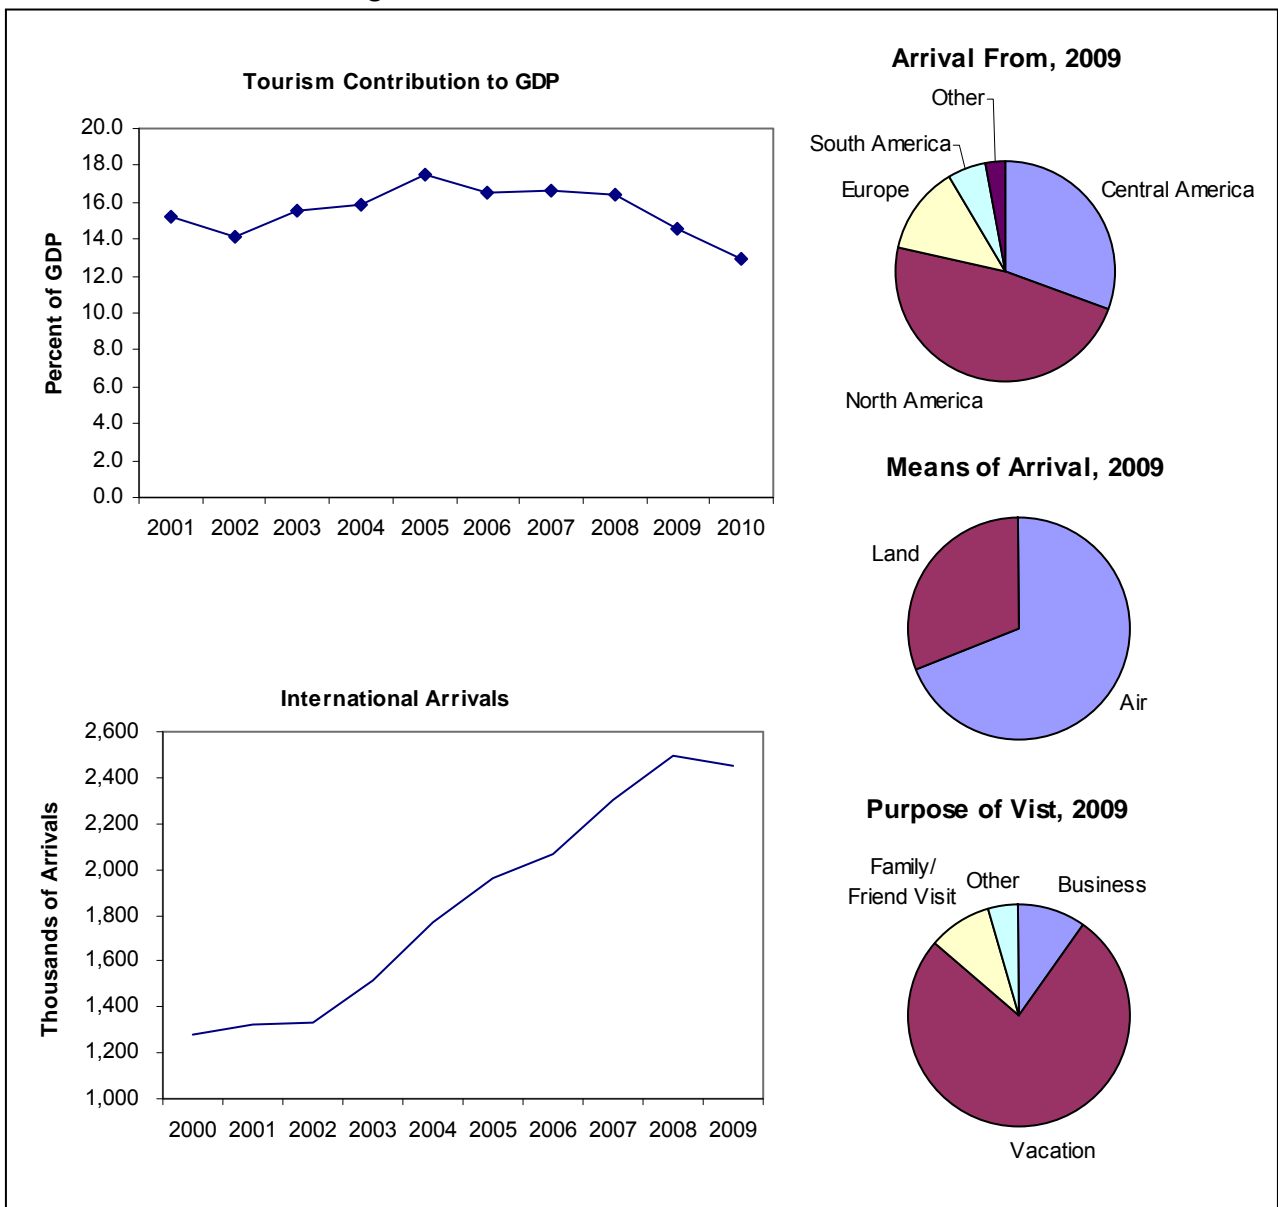 Tourism Contribution to GDP
Percent of GDP
20.0
18.0
16.0
14.0
12.0
10.0
8.0
6.0
4.0
2.0
0.0
2001 2002 2003 2004 2005 2006 2007 2008 2009 2010
International Arrivals
Thousands of Arrivals
2,600
2,400
2,200
2,000
1,800
1,600
1,400
1,200
1,000
2000 2001 2002 2003 2004 2005 2006 2007 2008 2009
Arrival From, 2009
Other
South America
Europe
Central America
North America
Means of Arrival, 2009
Land
Air
Purpose of Vist, 2009
Family/
Friend Visit
Other
Business
Vacation